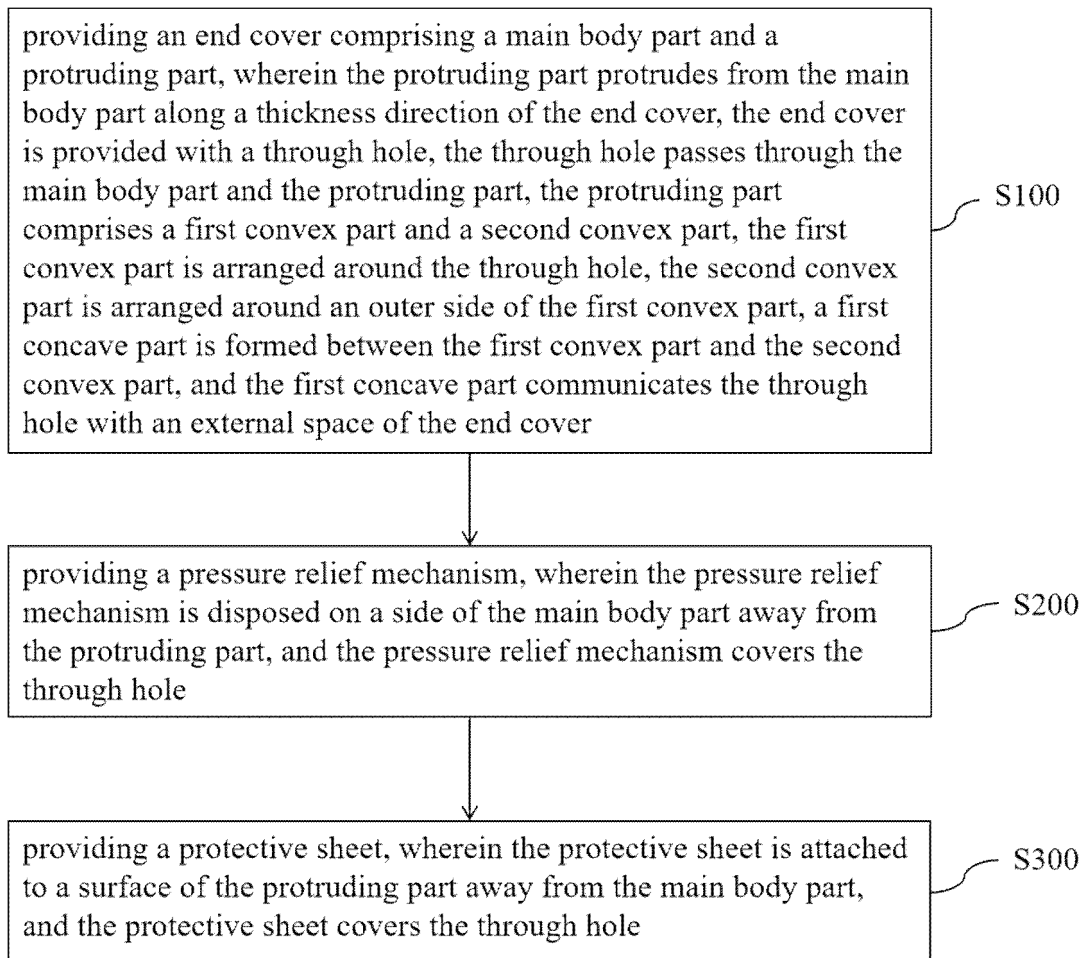 providing an end cover comprising a main body part and a
protruding part, wherein the protruding part protrudes from the main
body part along a thickness direction of the end cover, the end cover
is provided with a through hole, the through hole passes through the
main body part and the protruding part, the protruding part
comprises a first convex part and a second convex part, the first
convex part is arranged around the through hole, the second convex
part is arranged around an outer side of the first convex part, a first
concave part is formed between the first convex part and the second
convex part, and the first concave part communicates the through
hole with an external space of the end cover
S100
providing a pressure relief mechanism, wherein the pressure relief
mechanism is disposed on a side of the main body part away from
the protruding part, and the pressure relief mechanism covers the
through hole
S200
providing a protective sheet, wherein the protective sheet is attached
to a surface of the protruding part away from the main body part,
and the protective sheet covers the through hole
S300